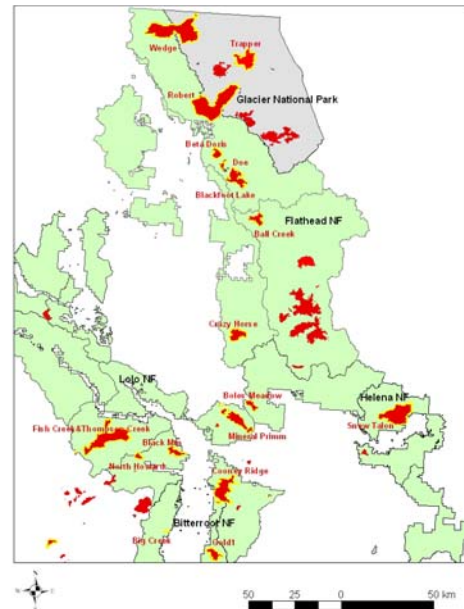 Wedge
Trapper
Robert
Glacier National Park
Beta Doris
Doe
Blackfoot Lake
Flathead NF
Ball Creek
Crazy Horse
Lolo NF
Boles Meadow
Helena NF
Fish Creek&Thompson Creek
Snow Talon
Black Mtn
Mineral Primm
North Howard
Cooney Ridge
Bitterroot NF
Big Creek
Gold1
50 25 0 50 km